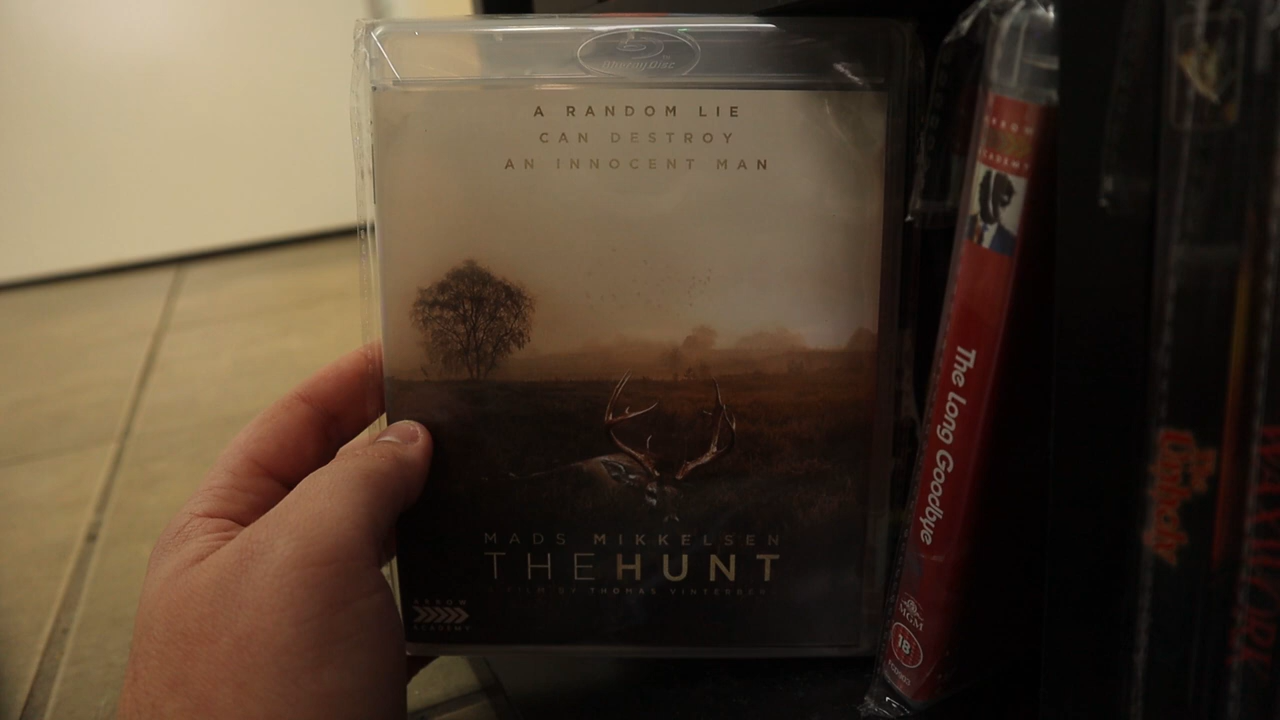 Blu-ray Disc
A RANDOM LIE
CAN DESTROY
AN INNOCENT MAN
MADS MIKKELSEN
THE HUNT
A FILM BY THOMAS VINTERBERG
ARROW
ACADEMY
ARROW
ACADEMY
The Long Goodbye
MGM
18